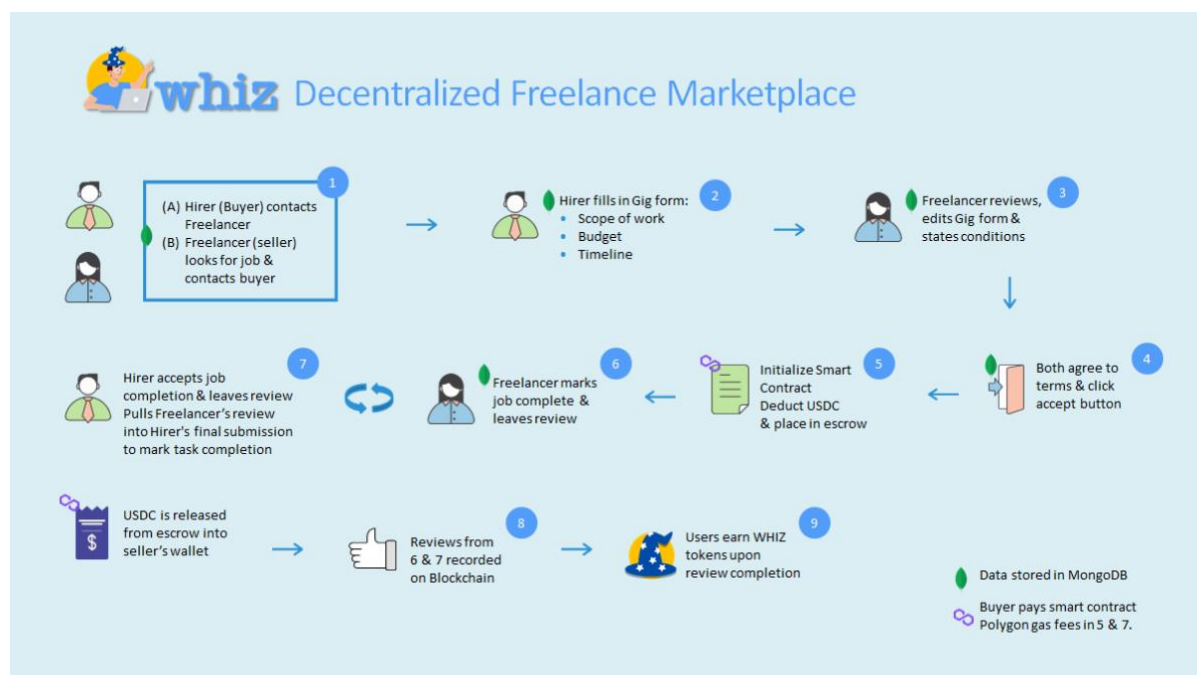 whiz Decentralized Freelance Marketplace
1
(A) Hirer (Buyer) contacts
Freelancer
(B) Freelancer (seller)
looks for job &
contacts buyer
2
Hirer fills in Gig form:
• Scope of work
• Budget
• Timeline
3
Freelancer reviews,
edits Gig form &
states conditions
4
Both agree to
terms & click
accept button
5
Initialize Smart
Contract
Deduct USDC
& place in escrow
6
Freelancer marks
job complete &
leaves review
7
Hirer accepts job
completion & leaves review
Pulls Freelancer's review
into Hirer's final submission
to mark task completion
$
USDC is released
from escrow into
seller's wallet
8
Reviews from
6 & 7 recorded
on Blockchain
9
Users earn WHIZ
tokens upon
review completion
Data stored in MongoDB
Buyer pays smart contract
Polygon gas fees in 5 & 7.